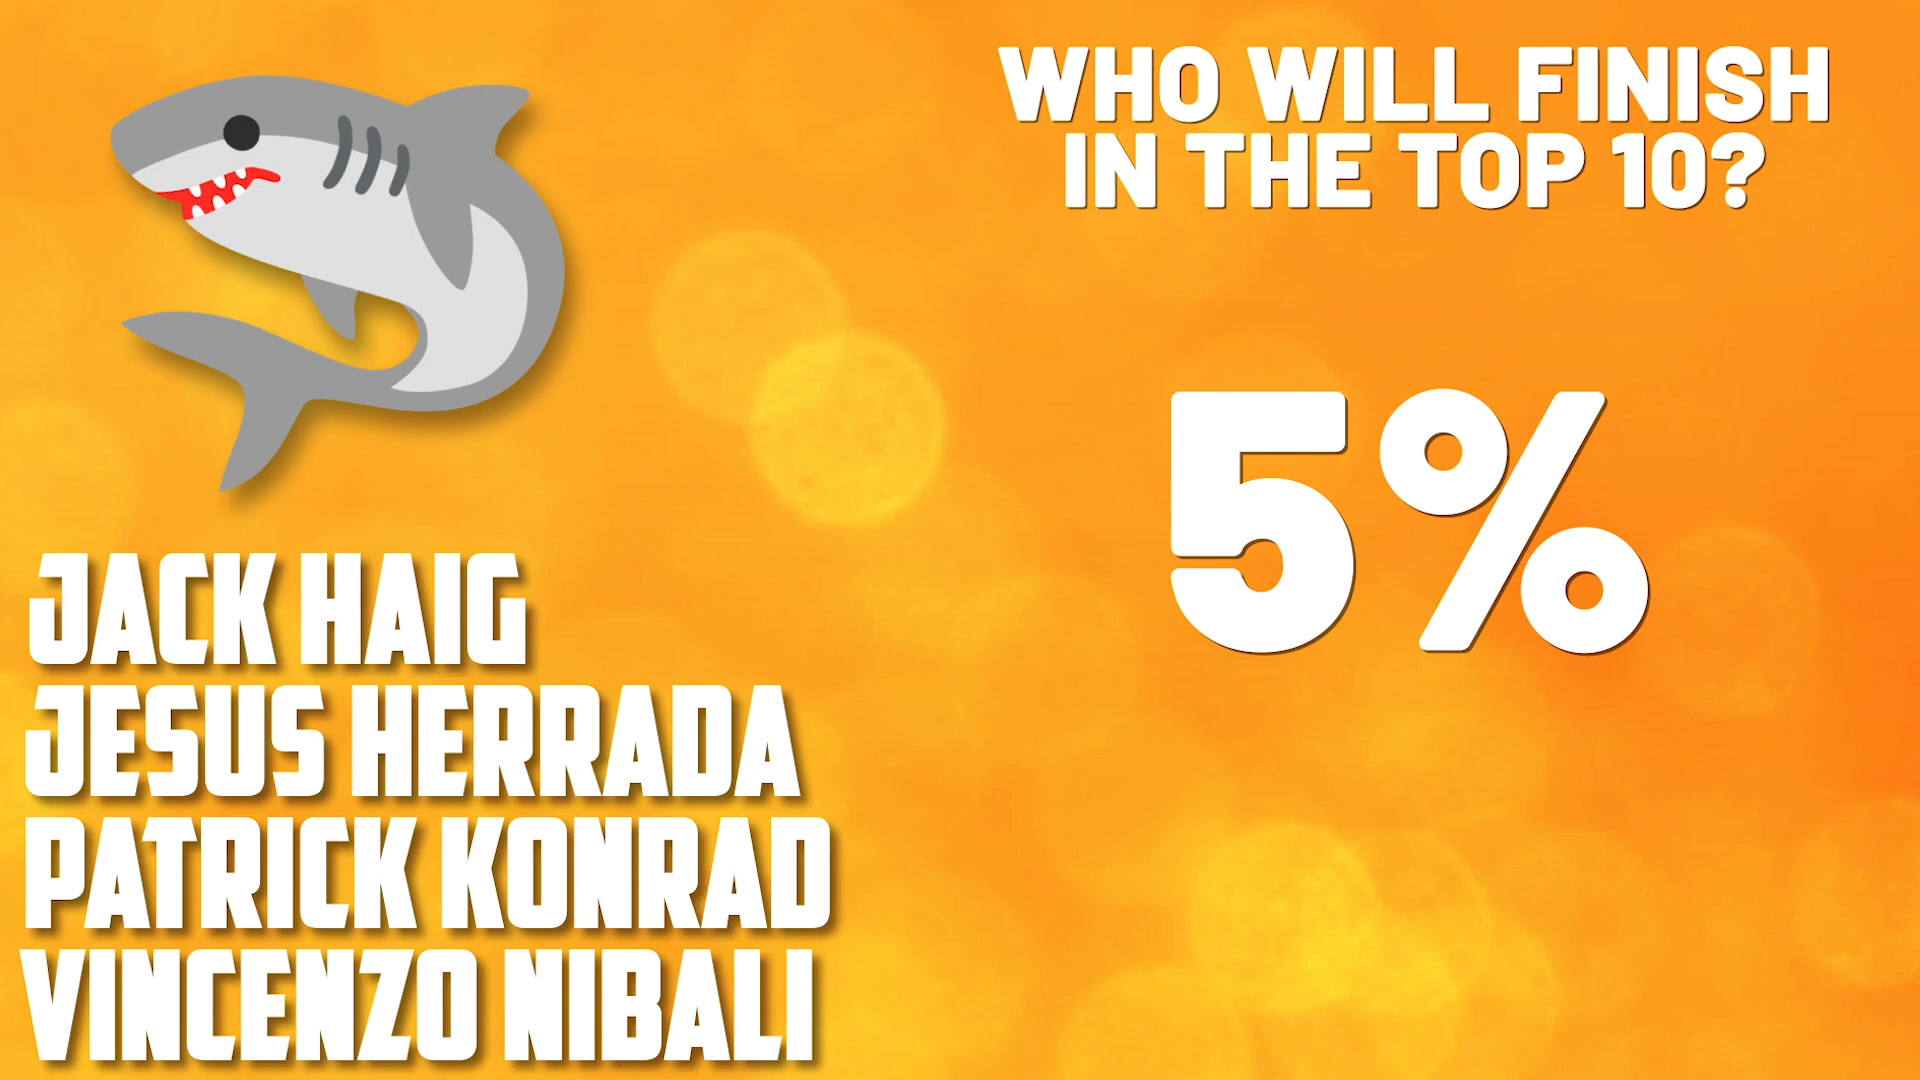 WHO WILL FINISH
IN THE TOP 10?
5%
JACK HAIG
JESUS HERRADA
PATRICK KONRAD
VINCENZO NIBALI